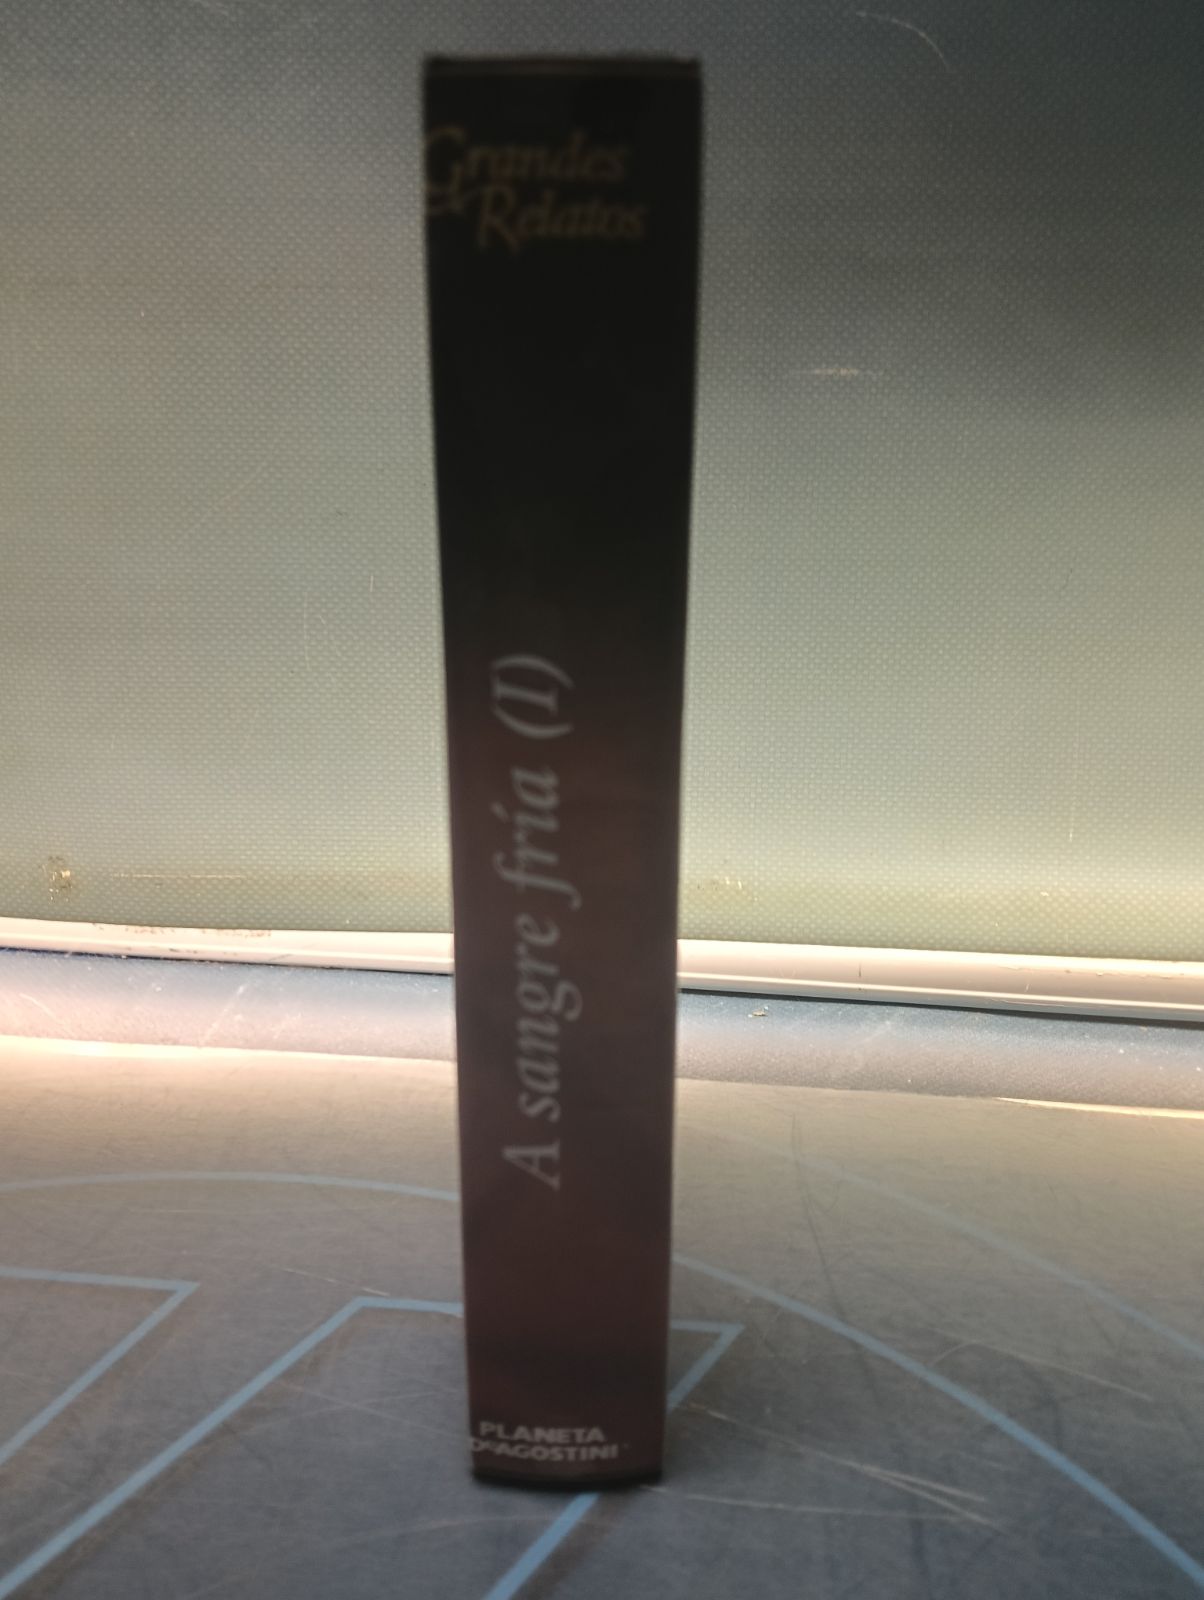 Grandes
Relatos
A sangre fría (I)
PLANETA
DeAGOSTINI